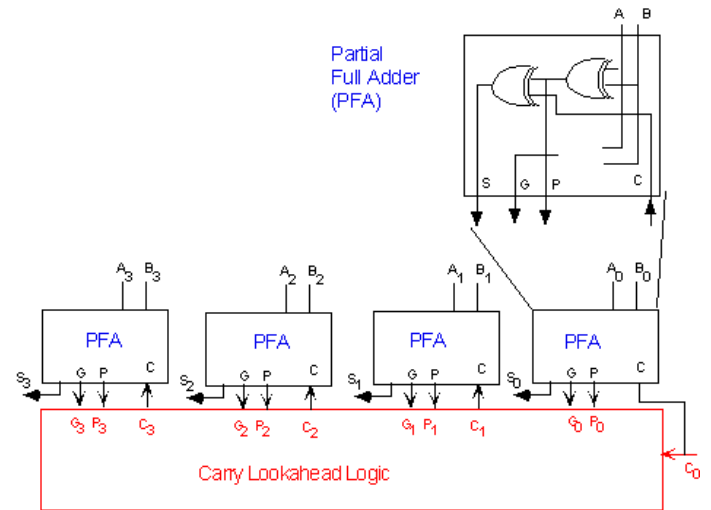 A B
Partial
Full Adder
(PFA)
S G P C
A3 B3 A2 B2 A1 B1 A0 B0
PFA PFA PFA PFA
G P C G P C G P C G P C
S3 S2 S1 S0
G3 P3 C3 G2 P2 C2 G1 P1 C1 G0 P0
C0
Carry Lookahead Logic